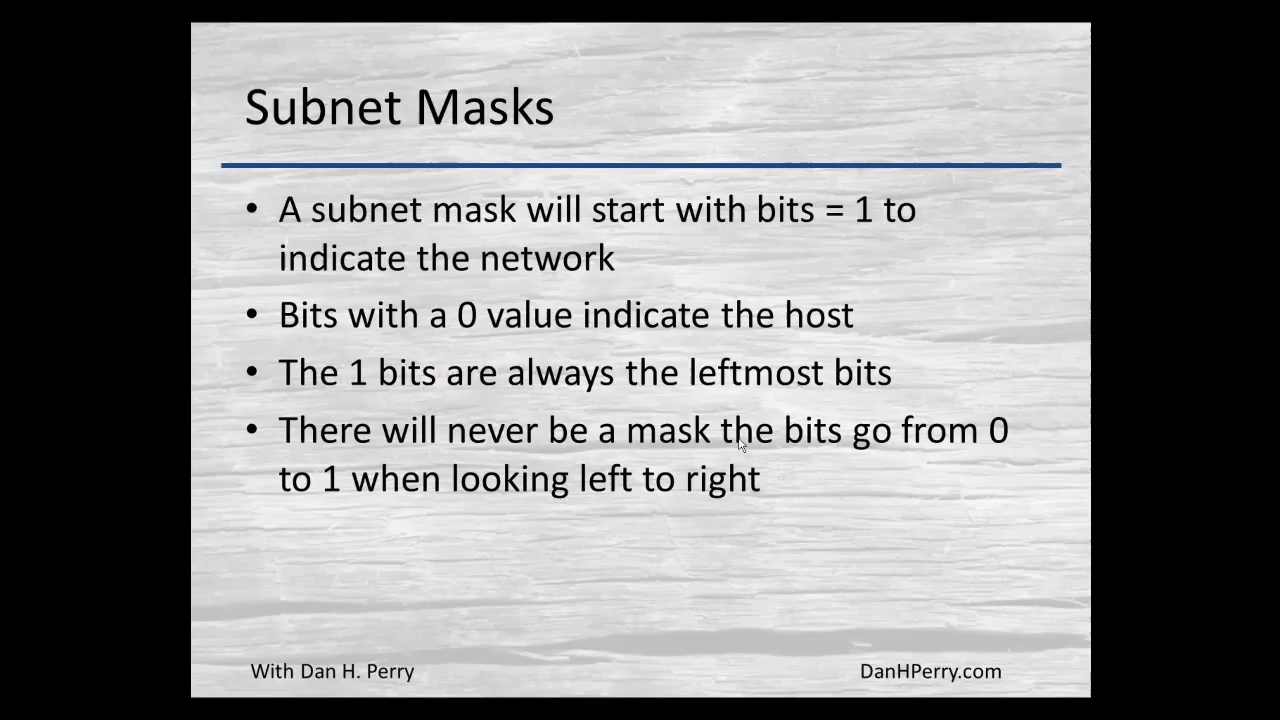 Subnet Masks
• A subnet mask will start with bits = 1 to
indicate the network
• Bits with a 0 value indicate the host
• The 1 bits are always the leftmost bits
• There will never be a mask the bits go from 0
to 1 when looking left to right
With Dan H. Perry
DanHPerry.com